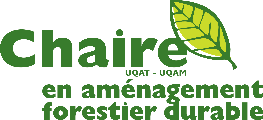 Chaire
UQAT - UQAM
en aménagement
forestier durable